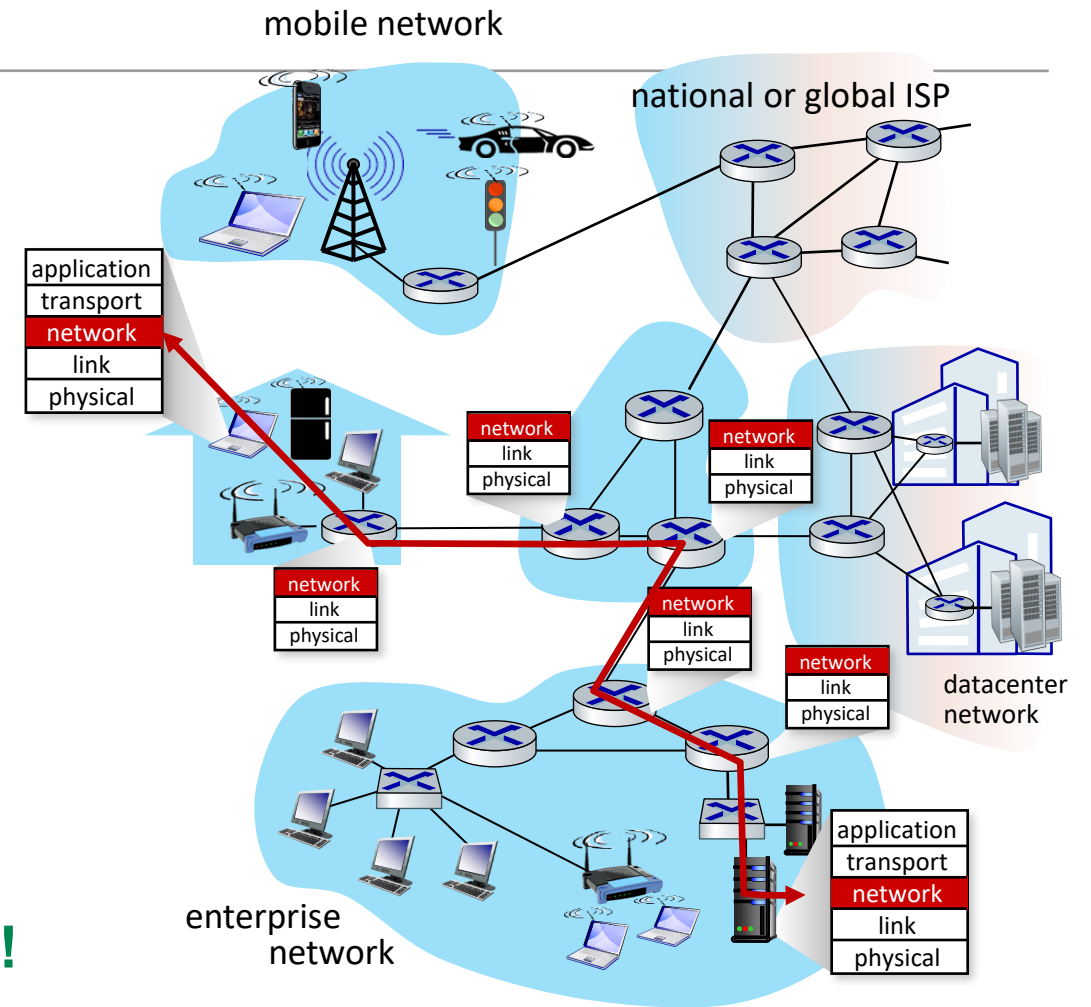 mobile network
national or global ISP
application
transport
network
link
physical
network
link
physical
network
link
physical
network
link
physical
network
link
physical
network
link
physical
datacenter
network
application
transport
network
link
physical
enterprise
network
!